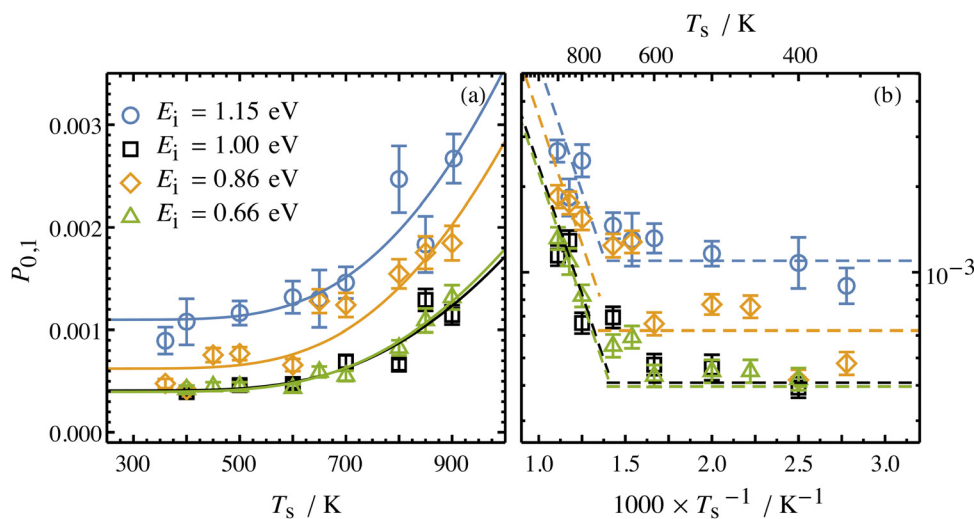 T_s / K
800 600 400
(a)
(b)
E_i = 1.15 eV
E_i = 1.00 eV
E_i = 0.86 eV
E_i = 0.66 eV
0.003
0.002
0.001
0.000
P_{0,1}
10^{-3}
300 500 700 900
1.0 1.5 2.0 2.5 3.0
T_s / K
1000 × T_s^{-1} / K^{-1}